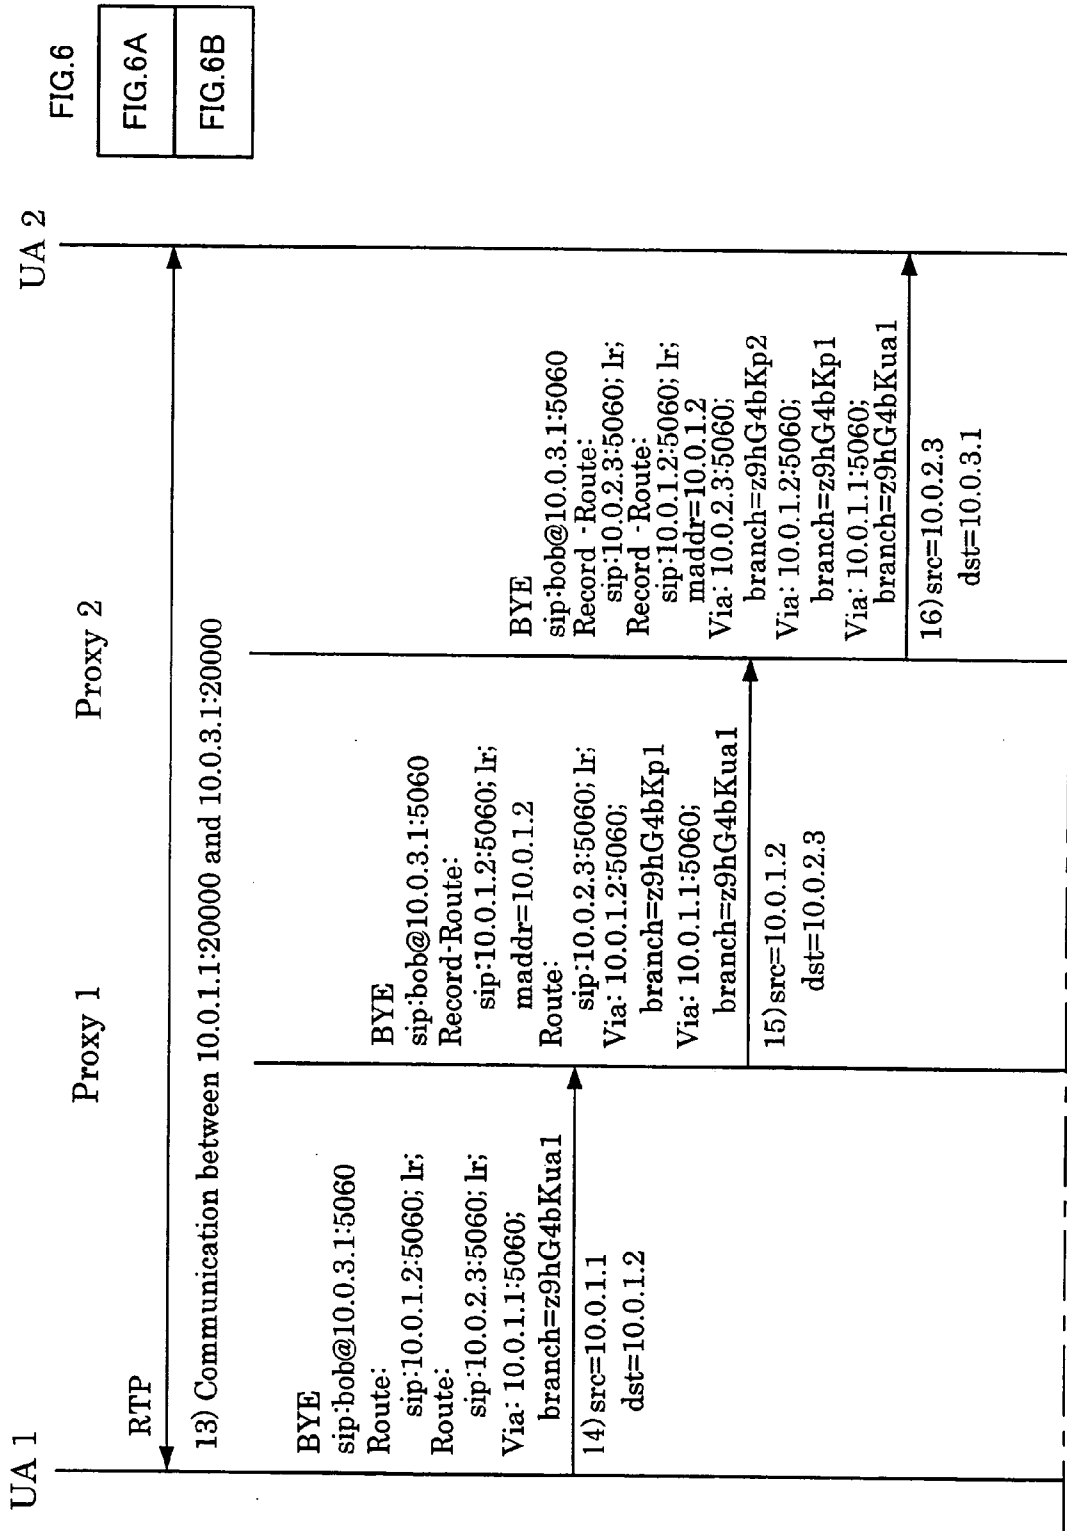 FIG.6
FIG.6A
FIG.6B
UA 1
Proxy 1
Proxy 2
UA 2
RTP
13) Communication between 10.0.1.1:20000 and 10.0.3.1:20000
BYE
sip:bob@10.0.3.1:5060
Route:
sip:10.0.1.2:5060; lr;
Route:
sip:10.0.2.3:5060; lr;
Via: 10.0.1.1:5060;
branch=z9hG4bKua1
14)src=10.0.1.1
dst=10.0.1.2
BYE
sip:bob@10.0.3.1:5060
Record-Route:
sip:10.0.1.2:5060; lr;
maddr=10.0.1.2
Route:
sip:10.0.2.3:5060; lr;
Via: 10.0.1.2:5060;
branch=z9hG4bKp1
Via: 10.0.1.1:5060;
branch=z9hG4bKua1
15)src=10.0.1.2
dst=10.0.2.3
BYE
sip:bob@10.0.3.1:5060
Record -Route:
sip:10.0.2.3:5060; lr;
Record -Route:
sip:10.0.1.2:5060; lr;
maddr=10.0.1.2
Via: 10.0.2.3:5060;
branch=z9hG4bKp2
Via: 10.0.1.2:5060;
branch=z9hG4bKp1
Via: 10.0.1.1:5060;
branch=z9hG4bKua1
16)src=10.0.2.3
dst=10.0.3.1